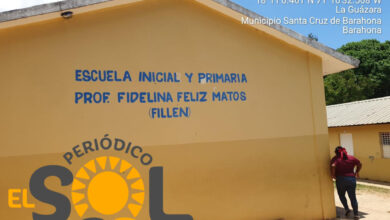 La Guázara
Municipio Santa Cruz de Barahona
Barahona
ESCUELA INICIAL Y PRIMARIA
PROF. FIDELINA FELIZ MATOS
(FILLEN)
PERIÓDICO
EL SOL